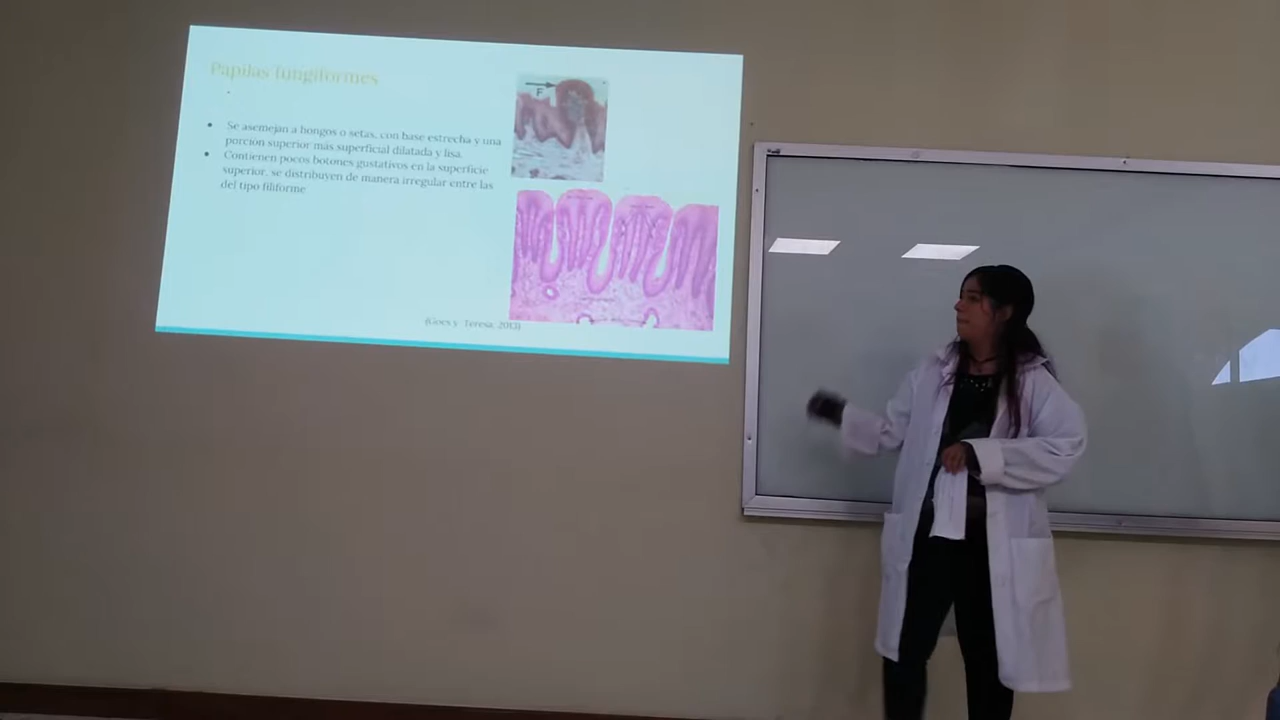 Papilas fungiformes
Se asemejan a hongos o setas, con base estrecha y una
porción superior más superficial dilatada y lisa.
Contienen pocos botones gustativos en la superficie
superior, se distribuyen de manera irregular entre las
del tipo filiforme
F
(Goes y Teresa, 2013)